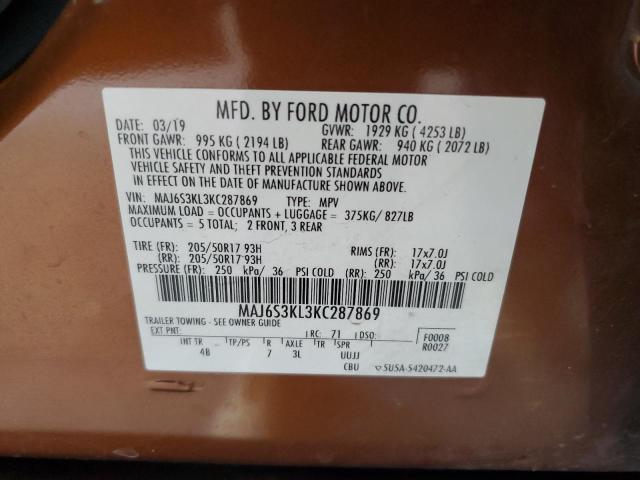 MFD. BY FORD MOTOR CO.
DATE: 03/19 GVWR: 1929 KG ( 4253 LB)
FRONT GAWR: 995 KG ( 2194 LB) REAR GAWR: 940 KG ( 2072 LB)
THIS VEHICLE CONFORMS TO ALL APPLICABLE FEDERAL MOTOR
VEHICLE SAFETY AND THEFT PREVENTION STANDARDS
IN EFFECT ON THE DATE OF MANUFACTURE SHOWN ABOVE.
VIN: MAJ6S3KL3KC287869 TYPE: MPV
MAXIMUM LOAD = OCCUPANTS + LUGGAGE = 375KG/ 827LB
OCCUPANTS = 5 TOTAL; 2 FRONT, 3 REAR
TIRE (FR): 205/50R17 93H RIMS (FR): 17x7.0J
(RR): 205/50R17 93H (RR): 17x7.0J
PRESSURE (FR): 250 kPa/ 36 PSI COLD (RR): 250 kPa/ 36 PSI COLD
MAJ6S3KL3KC287869
TRAILER TOWING - SEE OWNER GUIDE
EXT PNT: RC: 71 DSO: F0008
R0027
INT TR TP/PS R AXLE TR SPR
4B 7 3L UUJJ
CBU 5U5A-5420472-AA